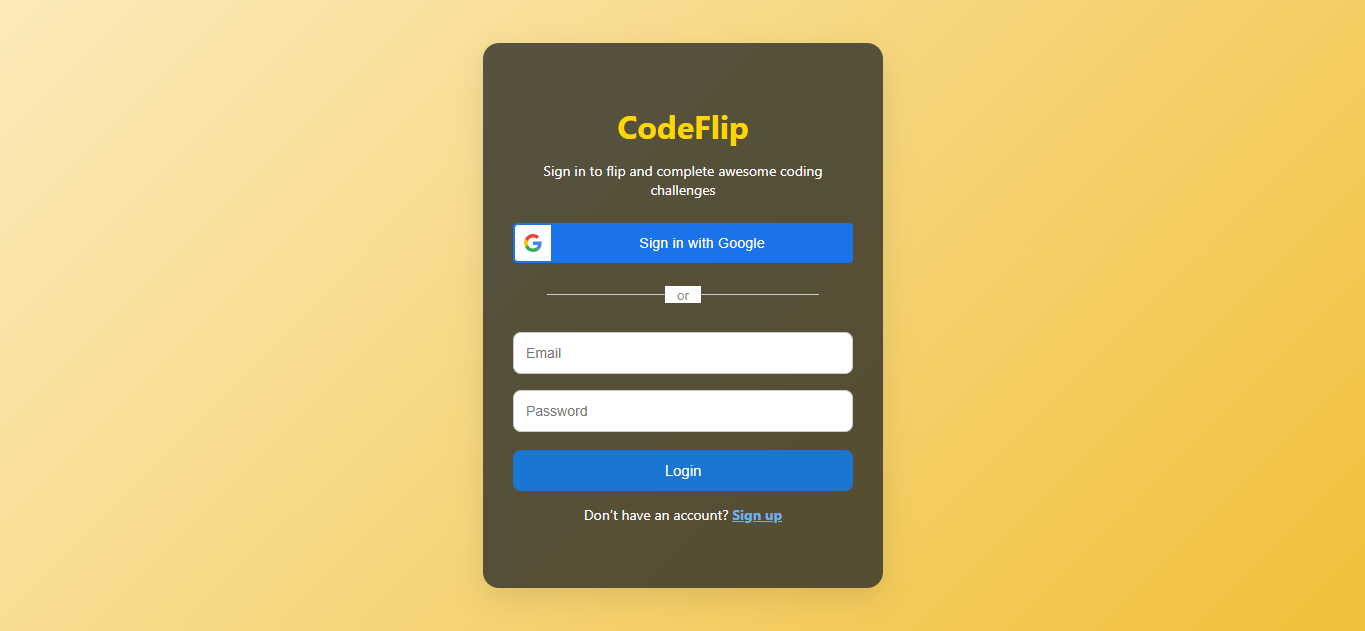 CodeFlip
Sign in to flip and complete awesome coding
challenges
Sign in with Google
or
Email
Password
Login
Don’t have an account? Sign up